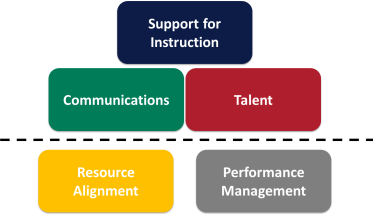 Support for
Instruction
Communications
Talent
Resource
Alignment
Performance
Management